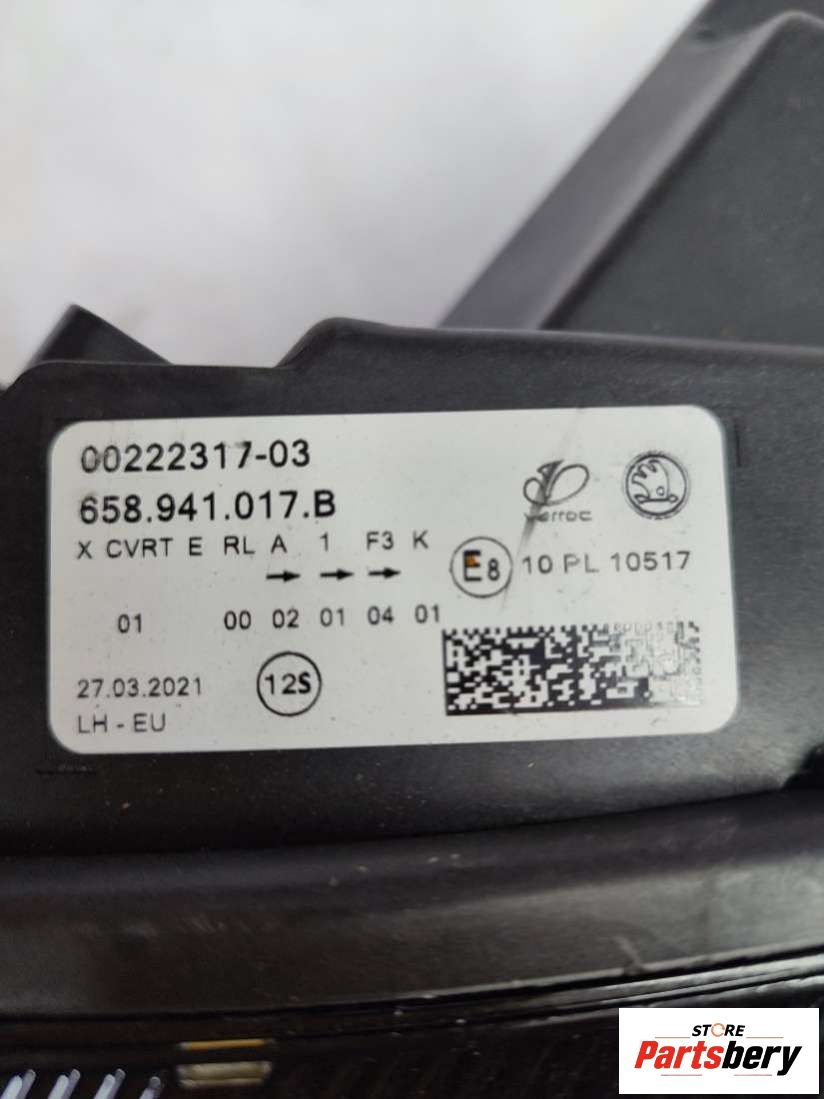 00222317-03
658.941.017.B
X CVRT E RL A 1 F3 K
E8 10 PL 10517
01 00 02 01 04 01
27.03.2021 12S
LH - EU
STORE
Partsbery